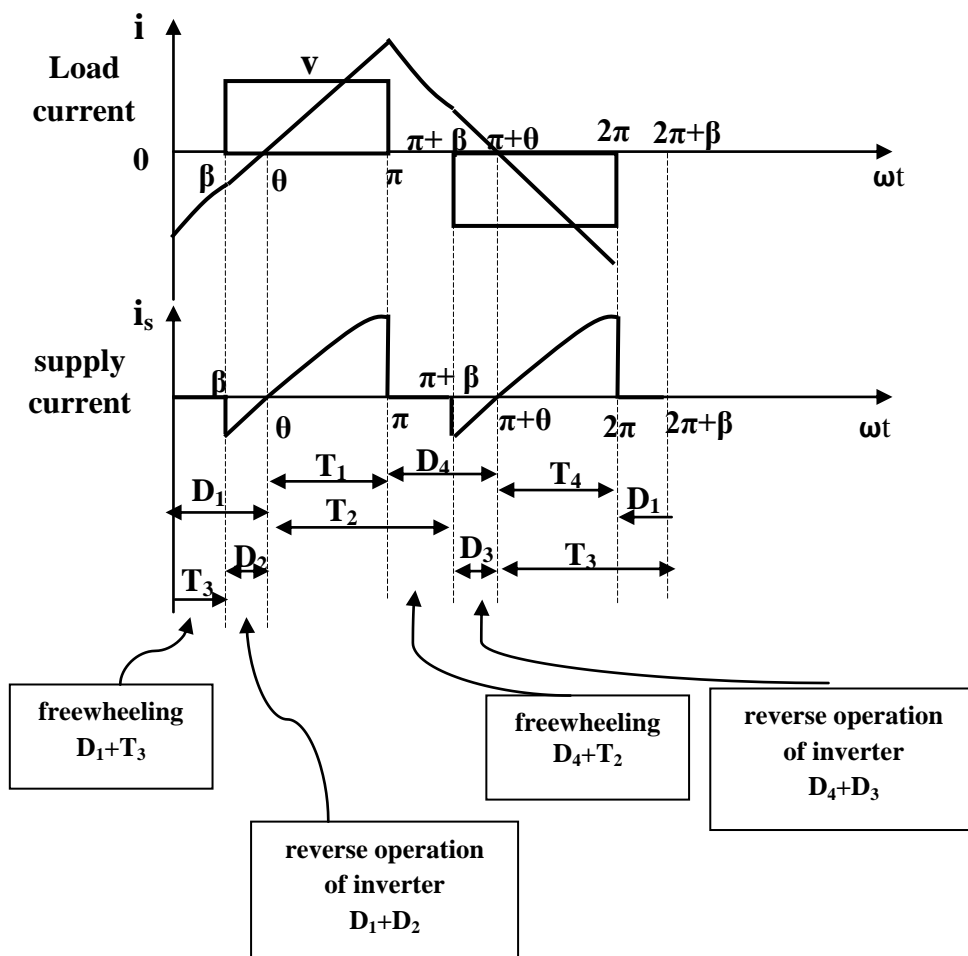 i
Load
current
v
0
β
θ
π
π+ β
π+θ
2π
2π+β
ωt
iₛ
supply
current
β
θ
π
π+ β
π+θ
2π
2π+β
ωt
T₁
D₄
T₄
D₁
T₂
D₁
D₂
D₃
T₃
T₃
freewheeling
D₁+T₃
freewheeling
D₄+T₂
reverse operation
of inverter
D₄+D₃
reverse operation
of inverter
D₁+D₂